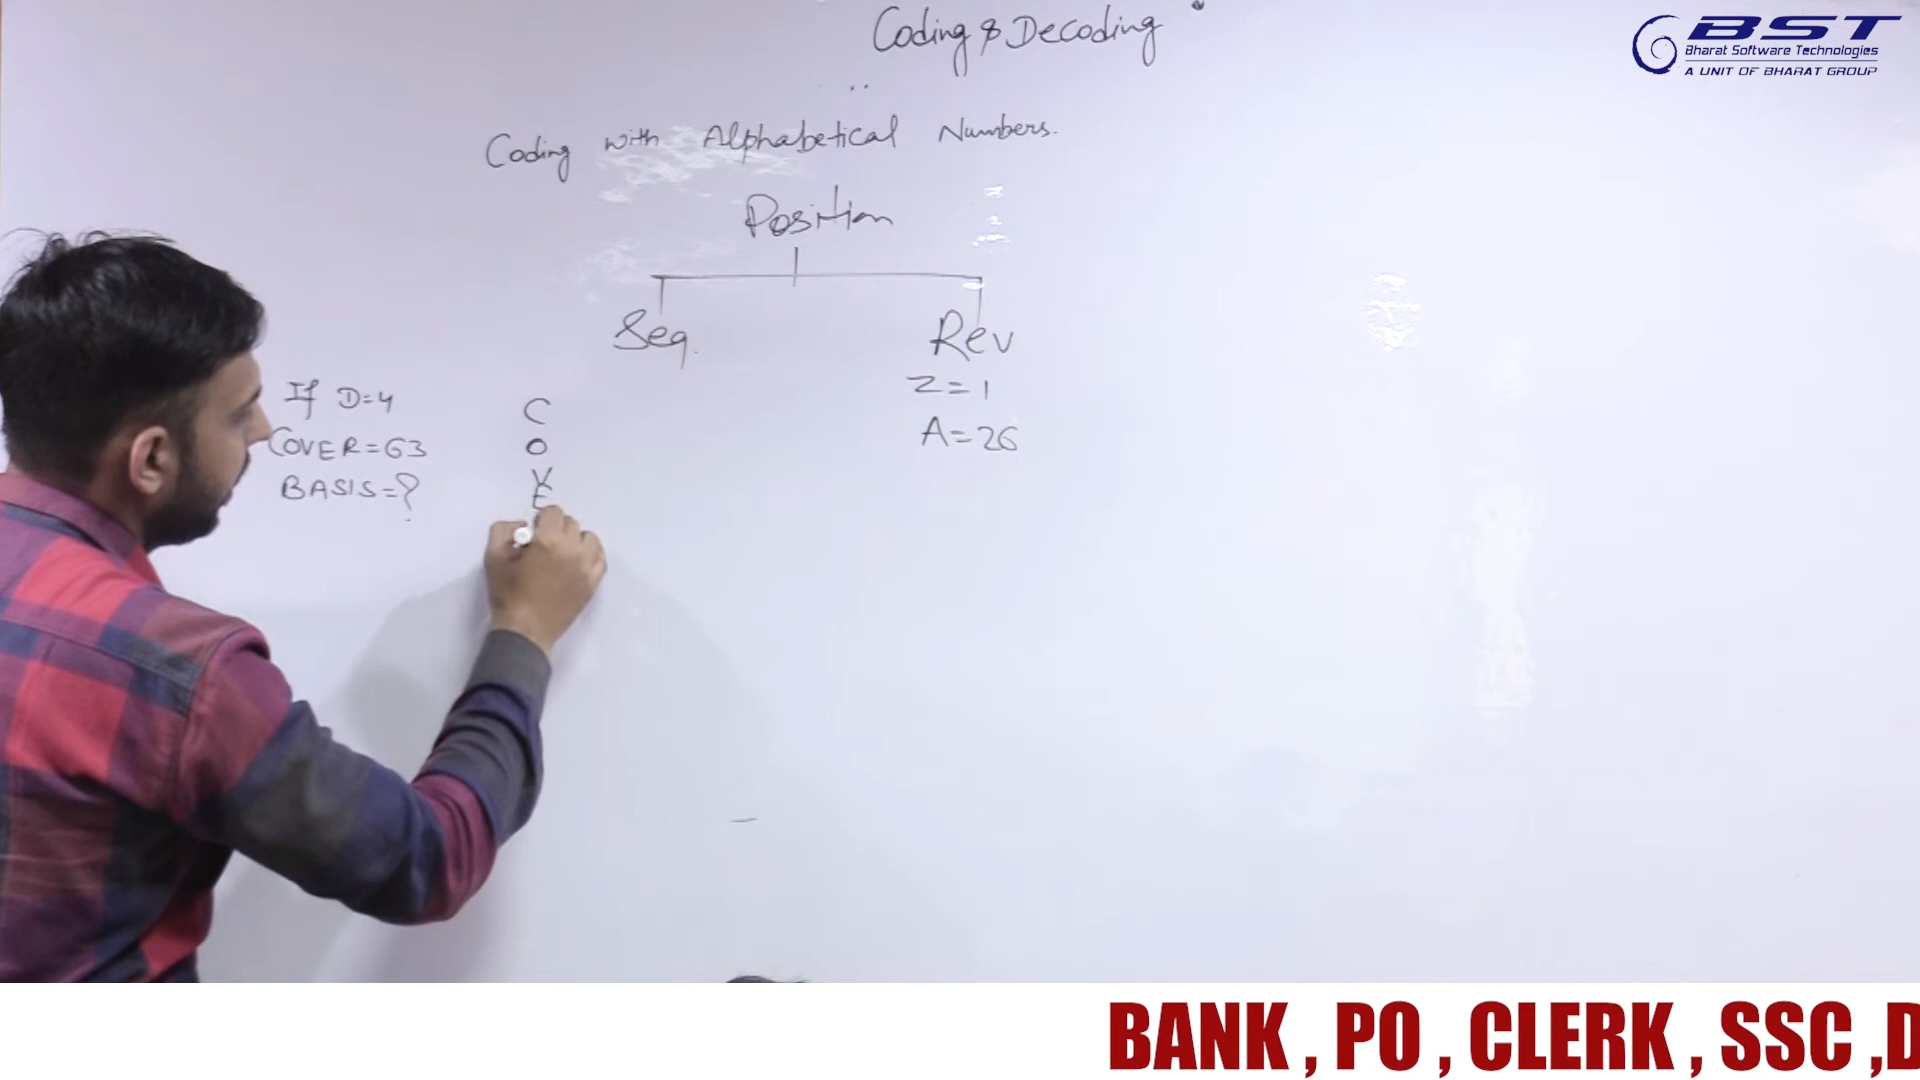 Coding & Decoding
BST
Bharat Software Technologies
A UNIT OF BHARAT GROUP
Coding with Alphabetical Numbers.
Position
Seq.
Rev
Z=1
A=26
If D=4
COVER=63
BASIS=?
C
O
V
E
BANK , PO , CLERK , SSC ,D